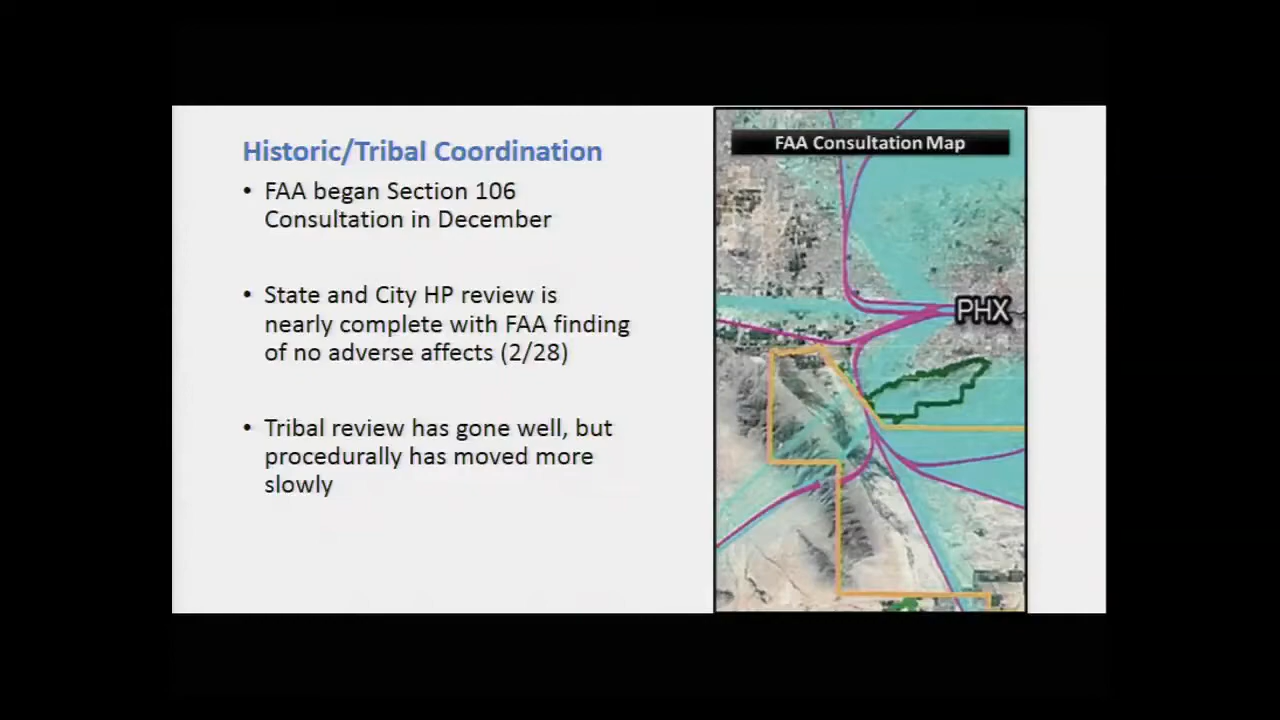 Historic/Tribal Coordination
• FAA began Section 106
Consultation in December
• State and City HP review is
nearly complete with FAA finding
of no adverse affects (2/28)
• Tribal review has gone well, but
procedurally has moved more
slowly
FAA Consultation Map
PHX